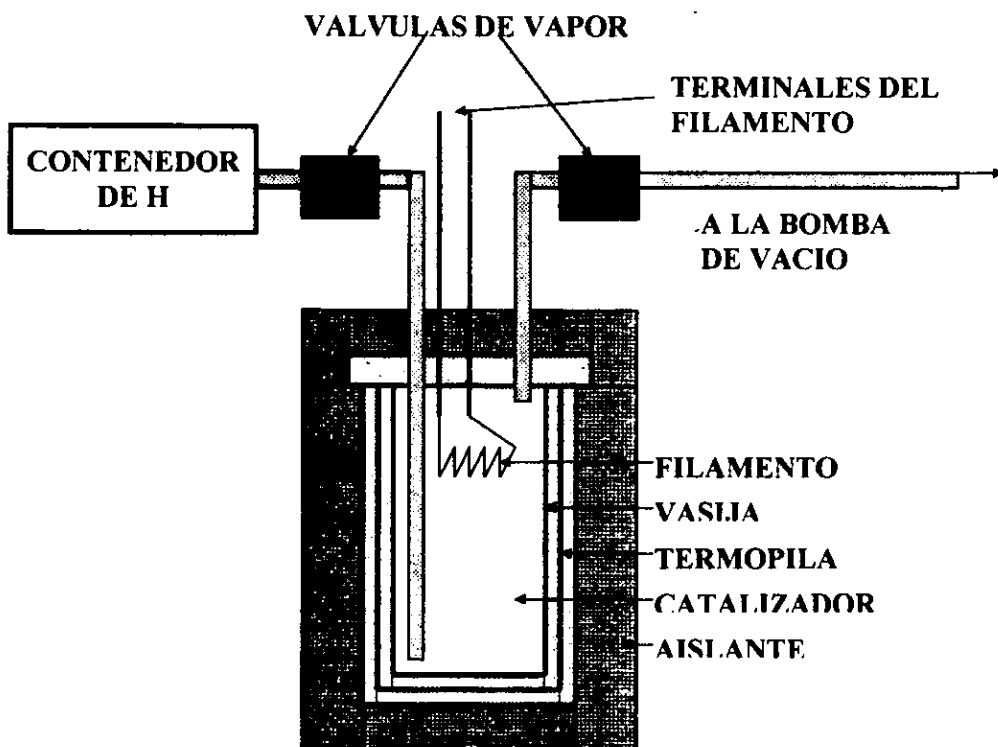 VALVULAS DE VAPOR
TERMINALES DEL
FILAMENTO
CONTENEDOR
DE H
A LA BOMBA
DE VACIO
FILAMENTO
VASIJA
TERMOPILA
CATALIZADOR
AISLANTE